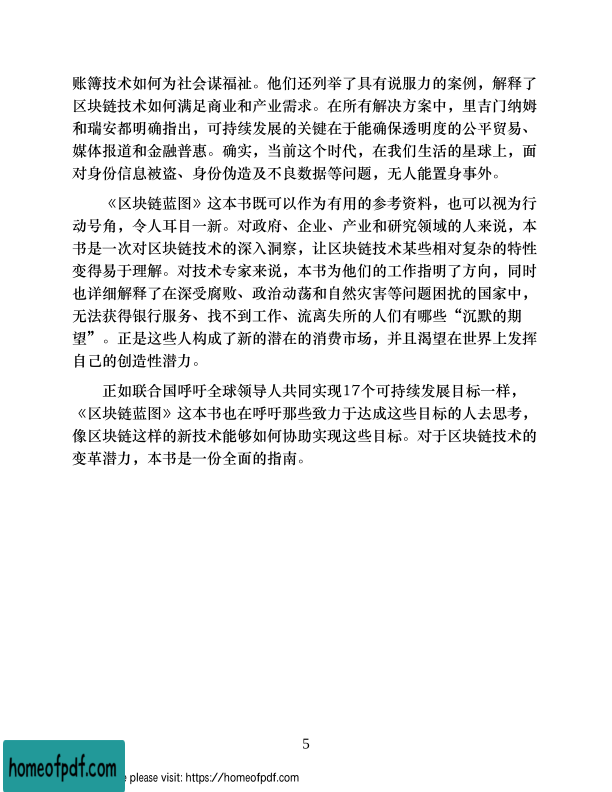 账簿技术如何为社会谋福祉。他们还列举了具有说服力的案例，解释了
区块链技术如何满足商业和产业需求。在所有解决方案中，里吉门纳姆
和瑞安都明确指出，可持续发展的关键在于能确保透明度的公平贸易、
媒体报道和金融普惠。确实，当前这个时代，在我们生活的星球上，面
对身份信息被盗、身份伪造及不良数据等问题，无人能置身事外。
《区块链蓝图》这本书既可以作为有用的参考资料，也可以视为行
动号角，令人耳目一新。对政府、企业、产业和研究领域的人来说，本
书是一次对区块链技术的深入洞察，让区块链技术某些相对复杂的特性
变得易于理解。对技术专家来说，本书为他们的工作指明了方向，同时
也详细解释了在深受腐败、政治动荡和自然灾害等问题困扰的国家中，
无法获得银行服务、找不到工作、流离失所的人们有哪些“沉默的期
望”。正是这些人构成了新的潜在的消费市场，并且渴望在世界上发挥
自己的创造性潜力。
正如联合国呼吁全球领导人共同实现17个可持续发展目标一样，
《区块链蓝图》这本书也在呼吁那些致力于达成这些目标的人去思考，
像区块链这样的新技术能够如何协助实现这些目标。对于区块链技术的
变革潜力，本书是一份全面的指南。
5
homeofpdf.com
e please visit: https://homeofpdf.com